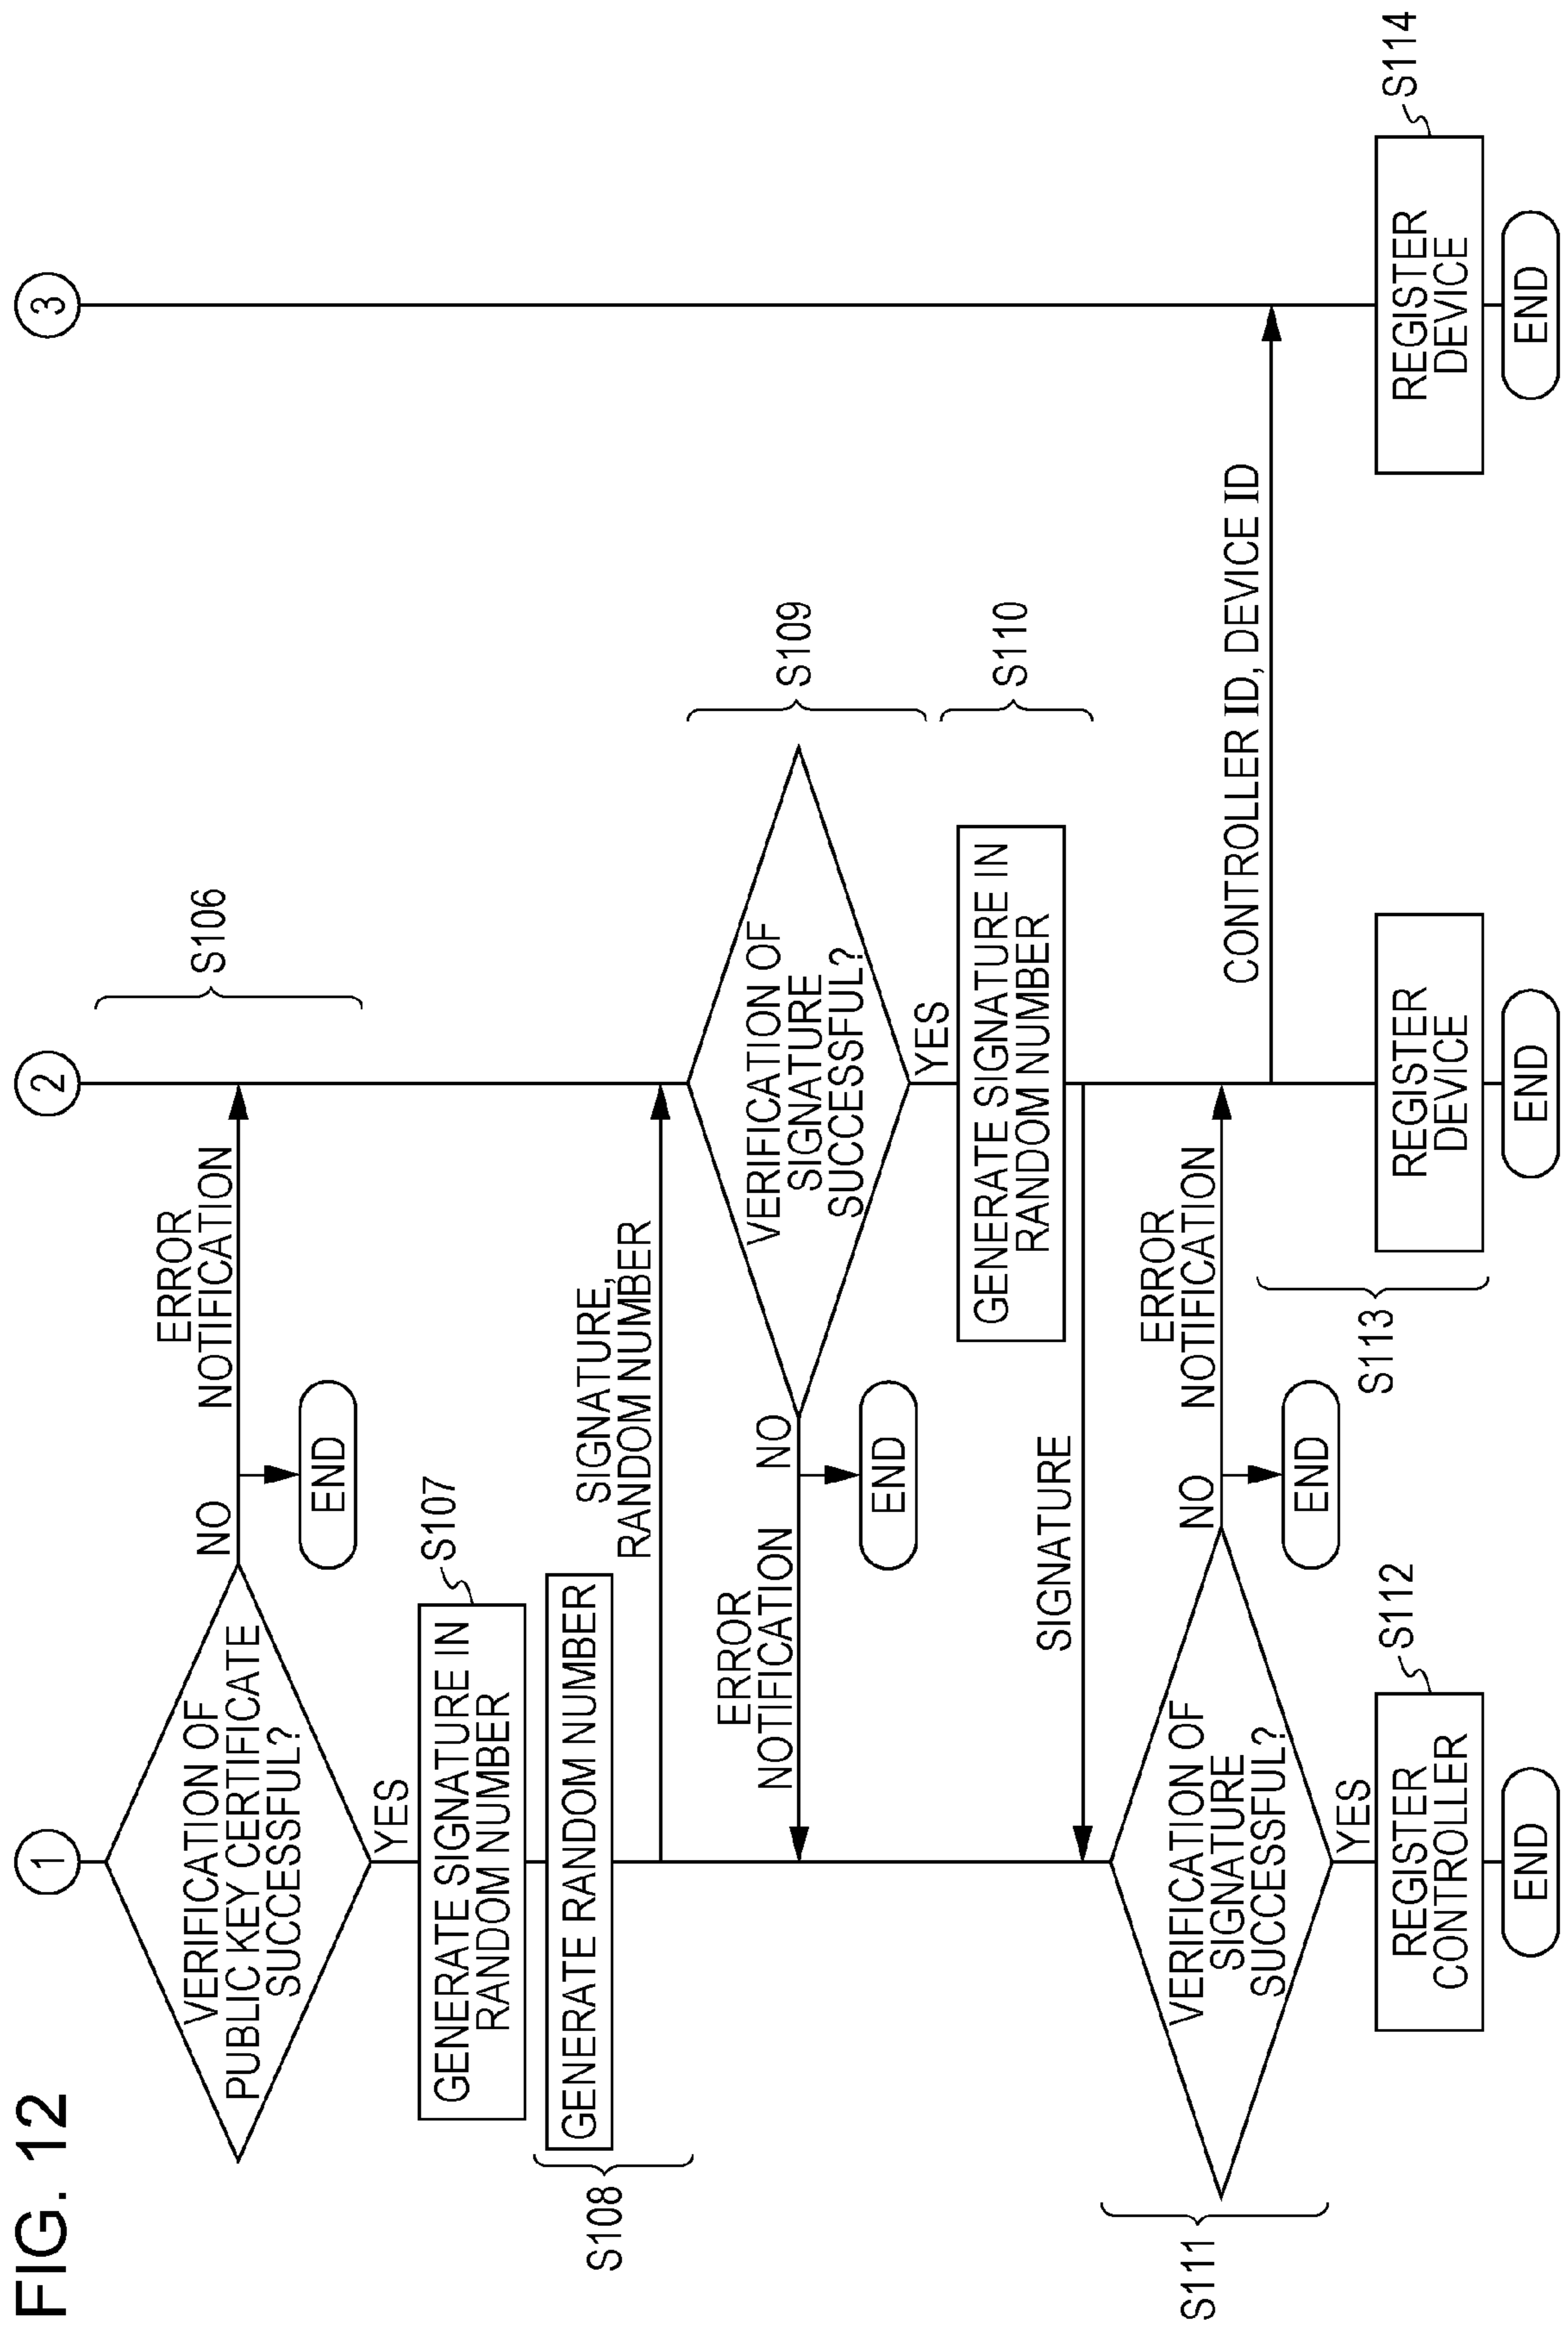 FIG. 12
1
2
3
VERIFICATION OF
PUBLIC KEY CERTIFICATE
SUCCESSFUL?
NO
ERROR
NOTIFICATION
S106
END
YES
GENERATE SIGNATURE IN
RANDOM NUMBER
S107
GENERATE RANDOM NUMBER
S108
SIGNATURE,
RANDOM NUMBER
VERIFICATION OF
SIGNATURE
SUCCESSFUL?
S109
NO
ERROR
NOTIFICATION
END
YES
GENERATE SIGNATURE IN
RANDOM NUMBER
S110
SIGNATURE
VERIFICATION OF
SIGNATURE
SUCCESSFUL?
S111
NO
ERROR
NOTIFICATION
END
YES
CONTROLLER ID, DEVICE ID
REGISTER
CONTROLLER
S112
END
S113
REGISTER
DEVICE
END
REGISTER
DEVICE
S114
END